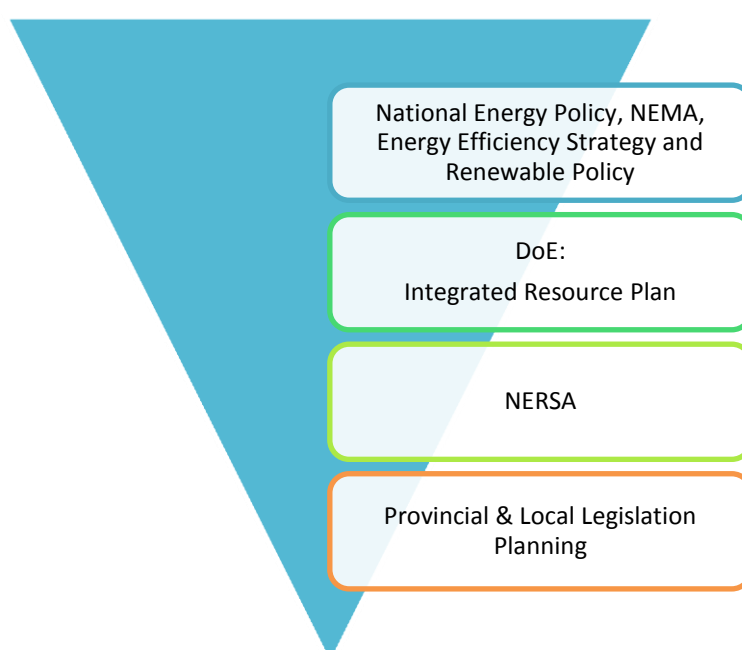 National Energy Policy, NEMA,
Energy Efficiency Strategy and
Renewable Policy
DoE:
Integrated Resource Plan
NERSA
Provincial & Local Legislation
Planning